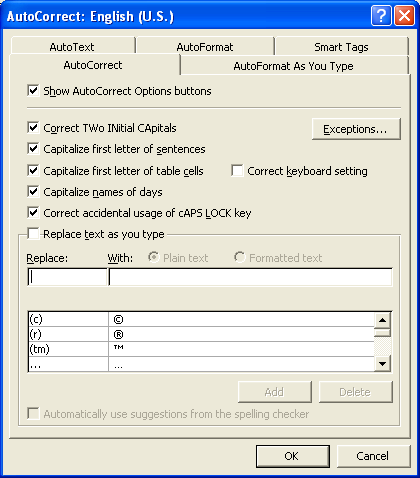 AutoCorrect: English (U.S.)
AutoText AutoFormat Smart Tags
AutoCorrect AutoFormat As You Type
Show AutoCorrect Options buttons
Correct TWo INitial CApitals Exceptions...
Capitalize first letter of sentences
Capitalize first letter of table cells Correct keyboard setting
Capitalize names of days
Correct accidental usage of cAPS LOCK key
Replace text as you type
Replace: With: Plain text Formatted text
(c) ©
(r) ®
(tm) ™
... …
Add Delete
Automatically use suggestions from the spelling checker
OK Cancel